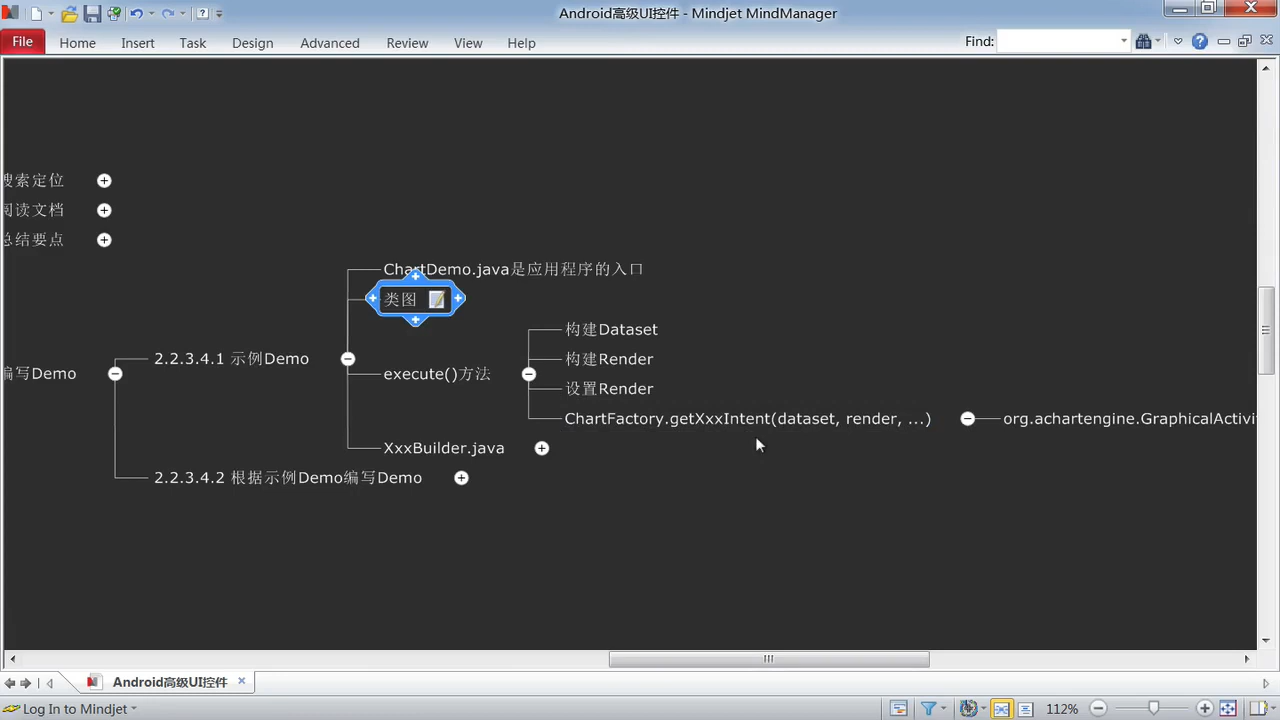 Android高级UI控件 - Mindjet MindManager
File Home Insert Task Design Advanced Review View Help Find:
搜索定位
阅读文档
总结要点
ChartDemo.java是应用程序的入口
类图
构建Dataset
2.2.3.4.1 示例Demo
构建Render
编写Demo
execute()方法
设置Render
ChartFactory.getXxxIntent(dataset, render, ...)
org.achartengine.GraphicalActivi
XxxBuilder.java
2.2.3.4.2 根据示例Demo编写Demo
Android高级UI控件
Log In to Mindjet
112%